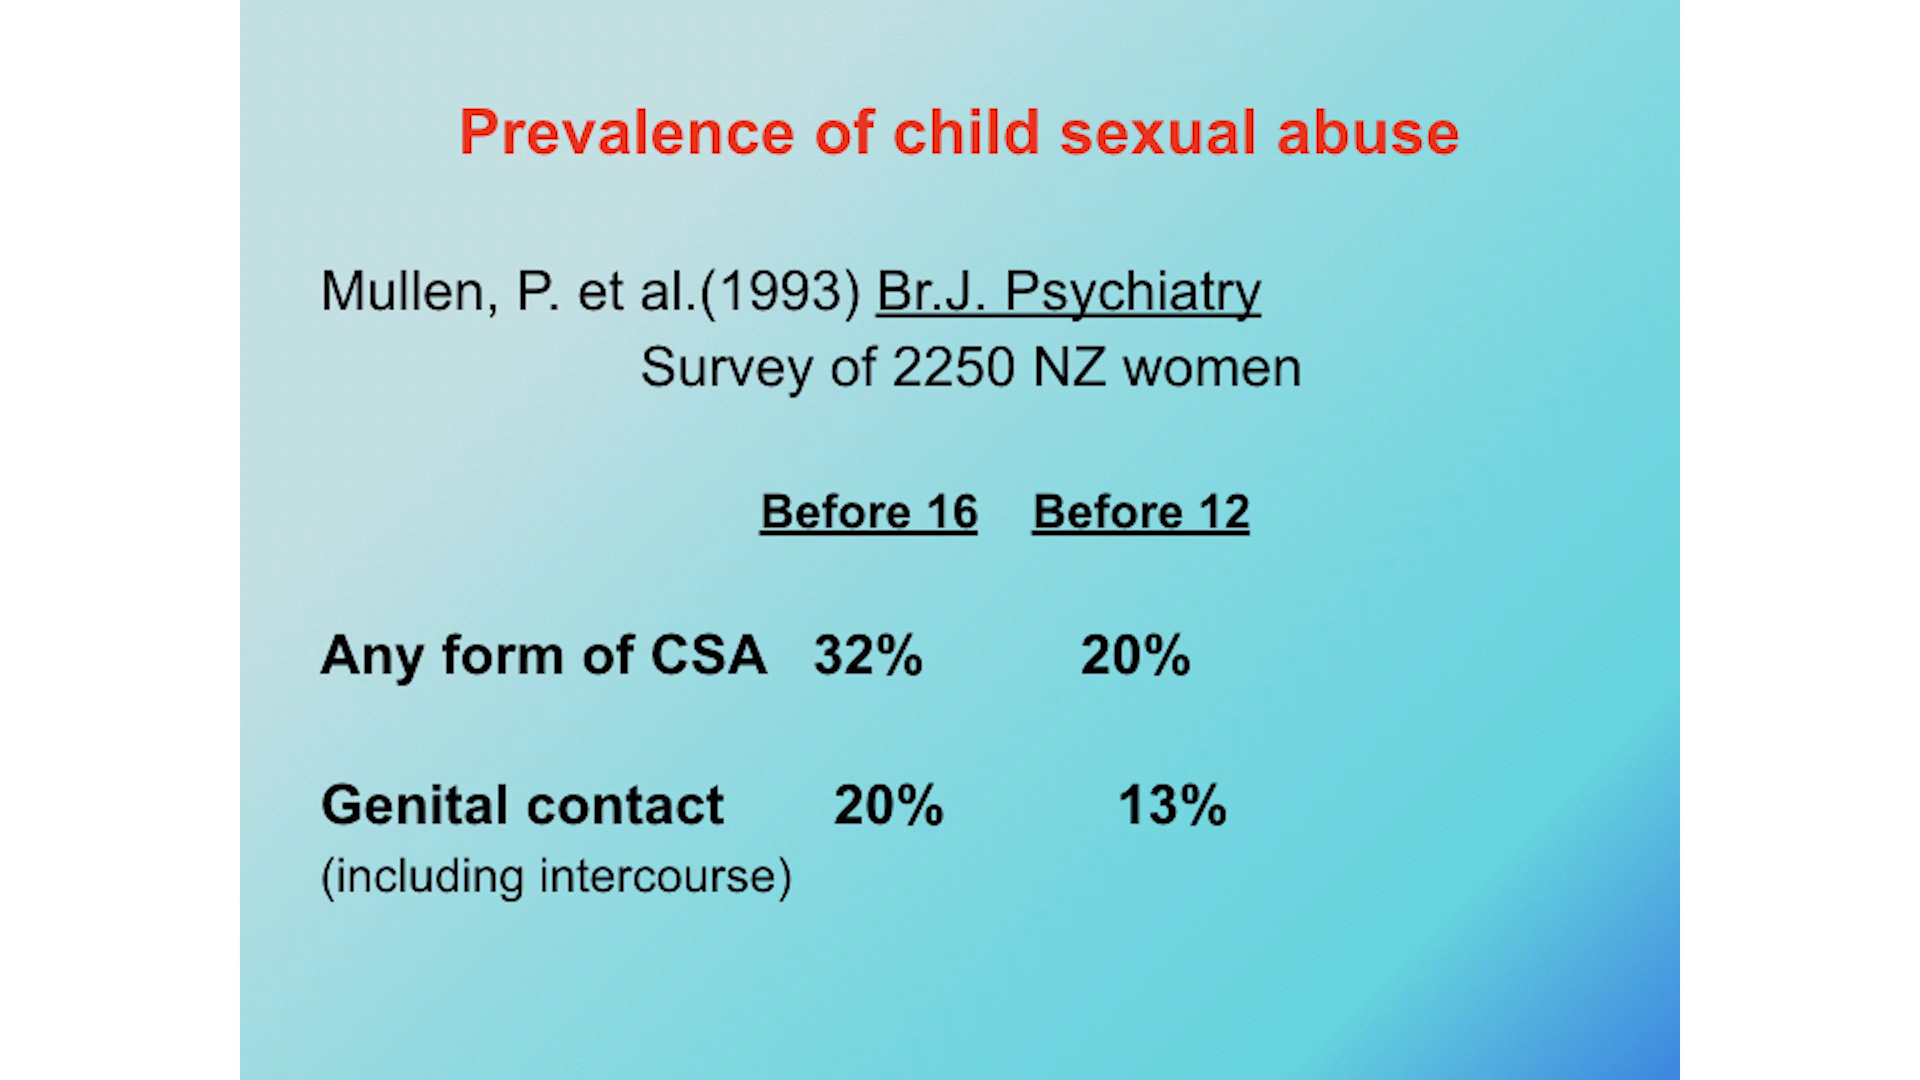 Prevalence of child sexual abuse
Mullen, P. et al.(1993) Br.J. Psychiatry
Survey of 2250 NZ women
Before 16 Before 12
Any form of CSA 32% 20%
Genital contact 20% 13%
(including intercourse)